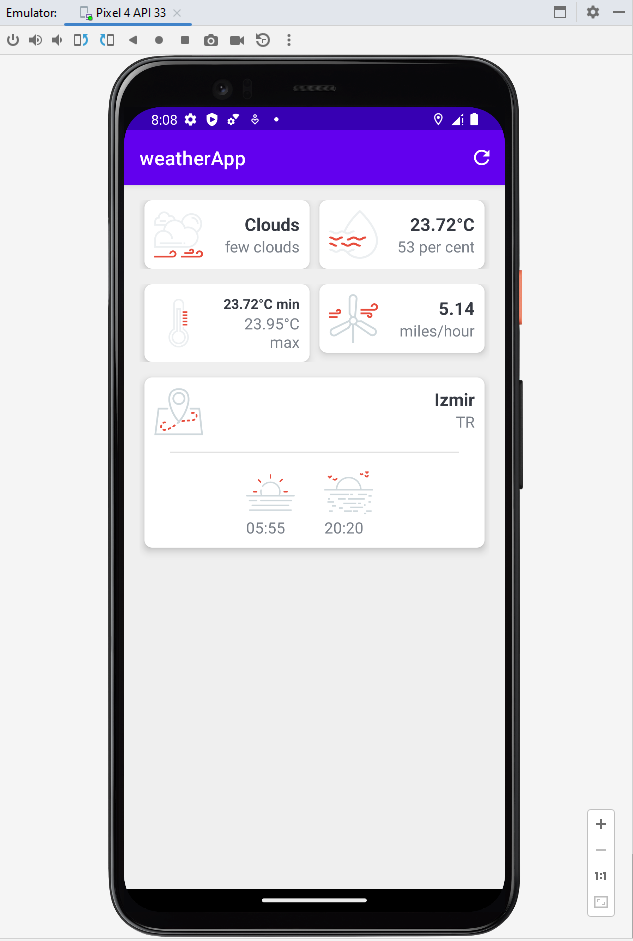 Emulator: Pixel 4 API 33
8:08
weatherApp
Clouds
few clouds
23.72°C
53 per cent
23.72°C min
23.95°C
max
5.14
miles/hour
Izmir
TR
05:55
20:20
1:1